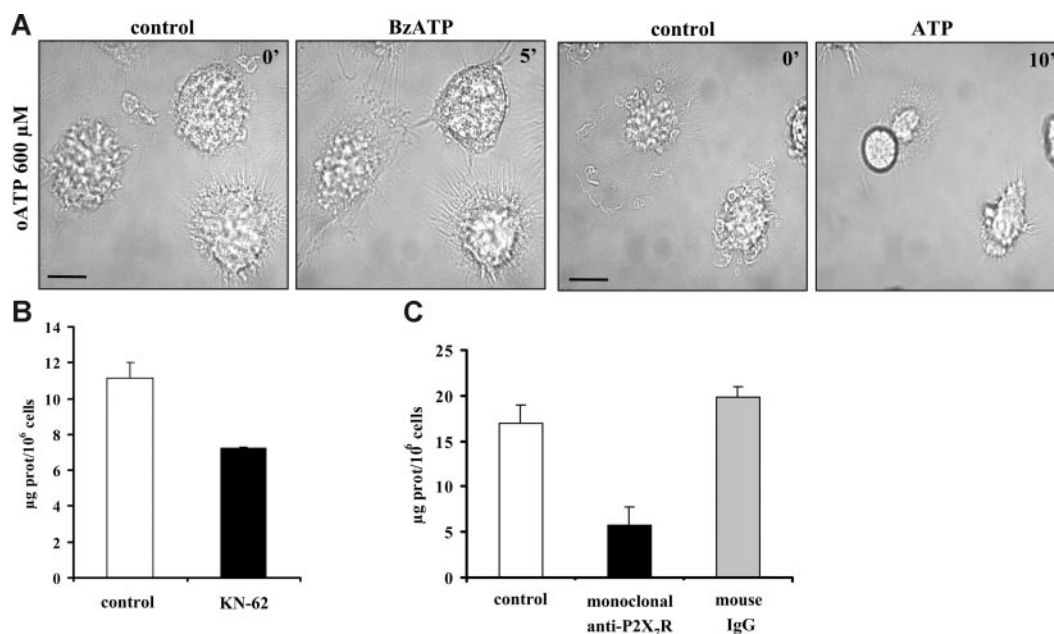 A
control
BzATP
control
ATP
0'
5'
0'
10'
oATP 600 µM
B
14
12
10
8
6
4
2
0
µg prot/10⁶ cells
control
KN-62
C
25
20
15
10
5
0
µg prot/10⁶ cells
control
monoclonal
anti-P2X₇R
mouse
IgG